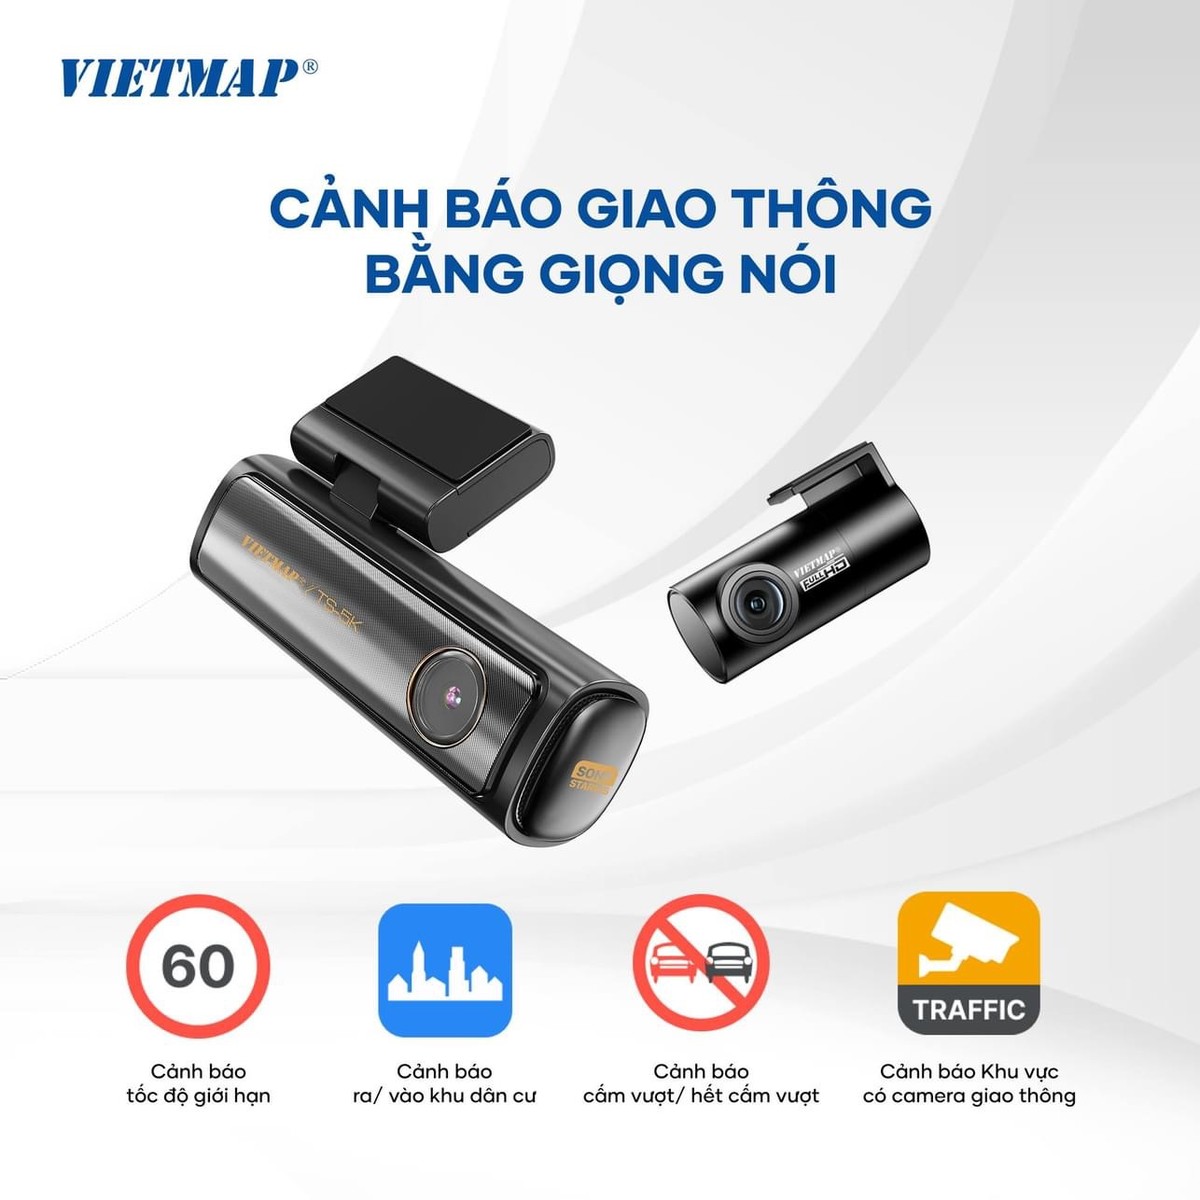 VIETMAP®
CẢNH BÁO GIAO THÔNG
BẰNG GIỌNG NÓI
VIETMAP® / TS-5K
VIETMAP®
FULL HD
60
TRAFFIC
Cảnh báo
tốc độ giới hạn
Cảnh báo
ra/ vào khu dân cư
Cảnh báo
cấm vượt/ hết cấm vượt
Cảnh báo Khu vực
có camera giao thông